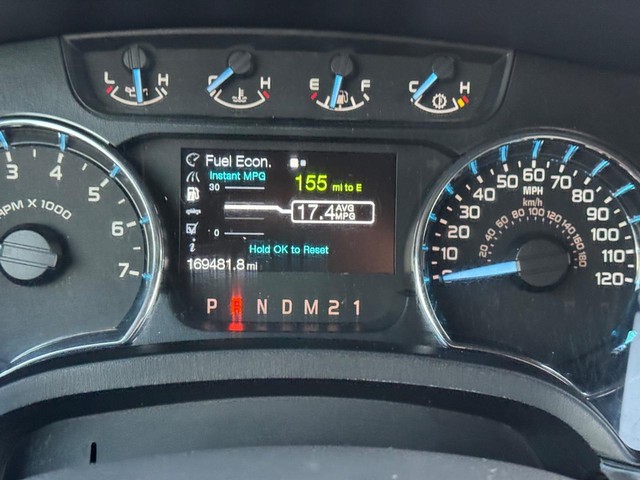 L H
C H
E F
C H
Fuel Econ.
Instant MPG
30
155 mi to E
17.4 AVG MPG
0
Hold OK to Reset
169481.8 mi
P R N D M 2 1
3 4 5 6 7
RPM X 1000
0 10 20 30 40 50 60 70 80 90 100 110 120
MPH
km/h
20 40 60 80 100 120 140 160 180